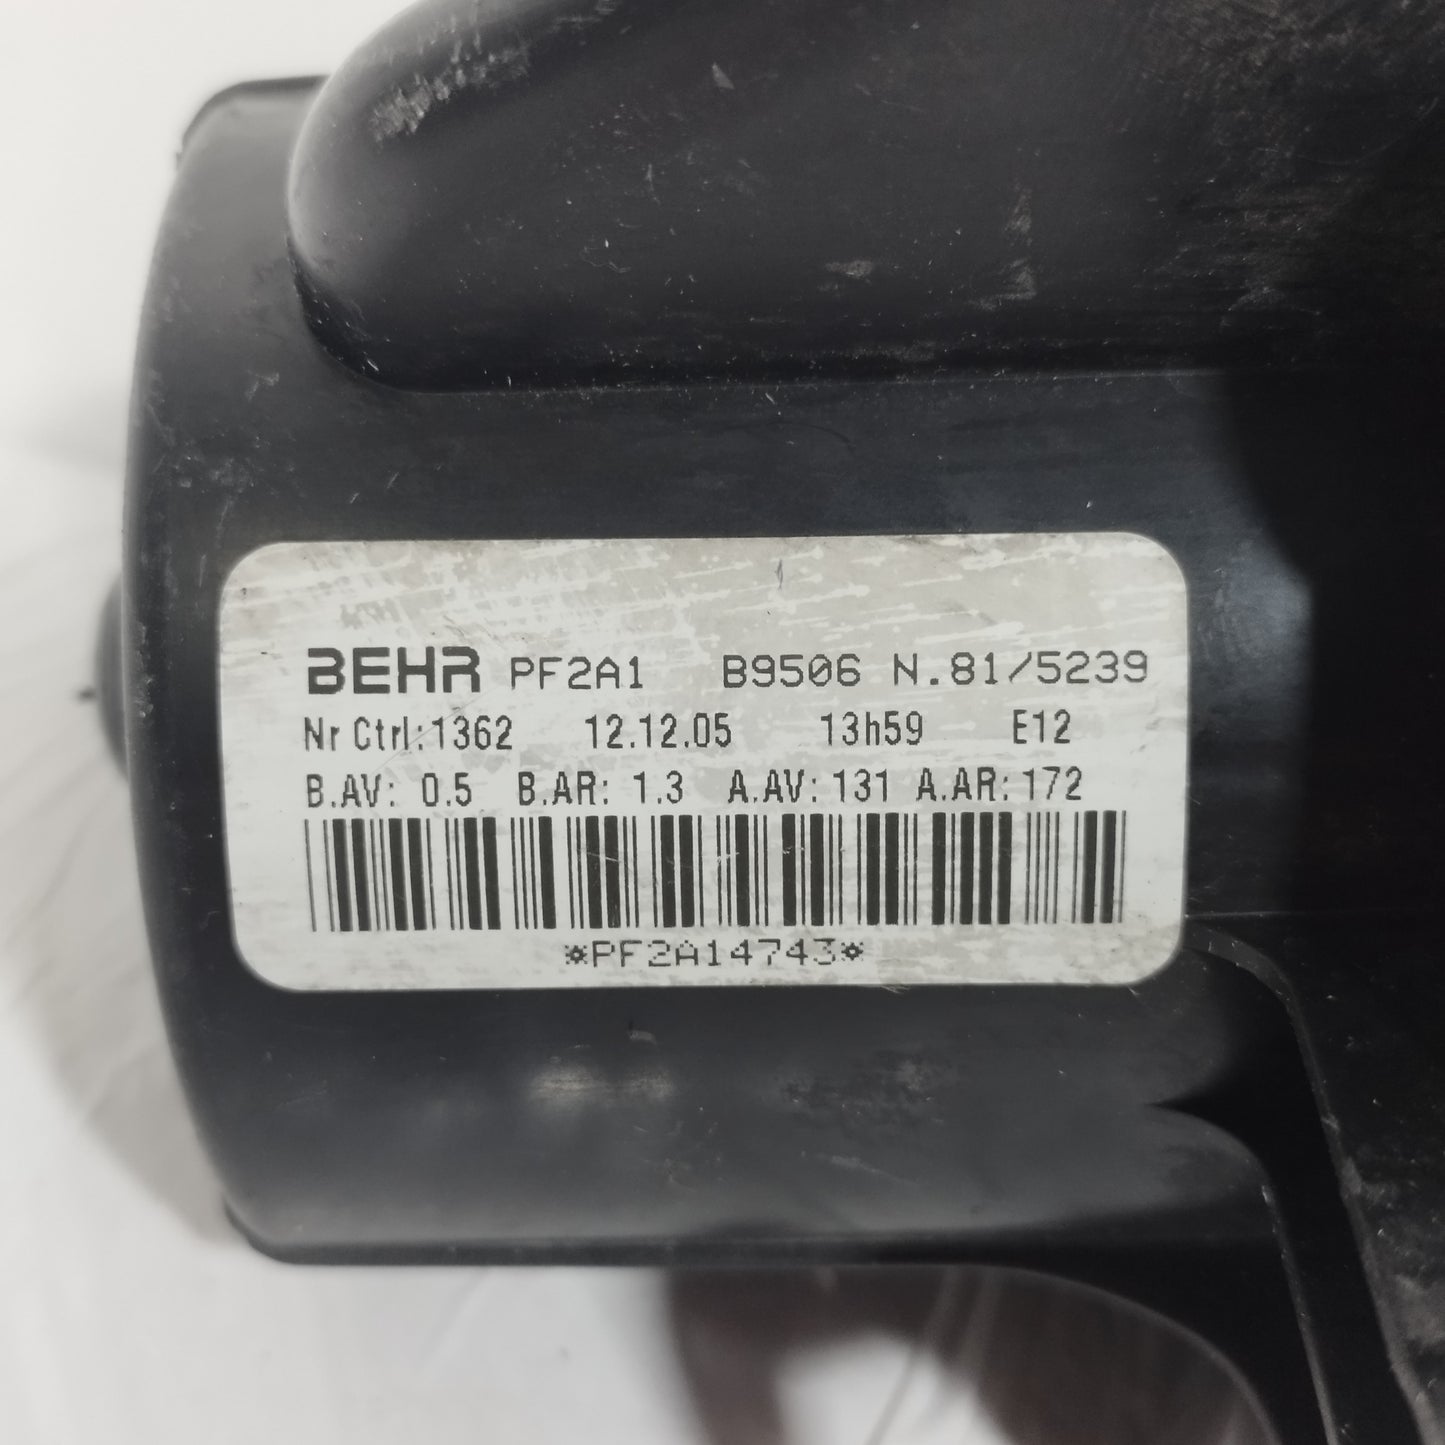 BEHR PF2A1 B9506 N.81/5239
Nr Ctrl:1362 12.12.05 13h59 E12
B.AV: 0.5 B.AR: 1.3 A.AV: 131 A.AR: 172
*PF2A14743*